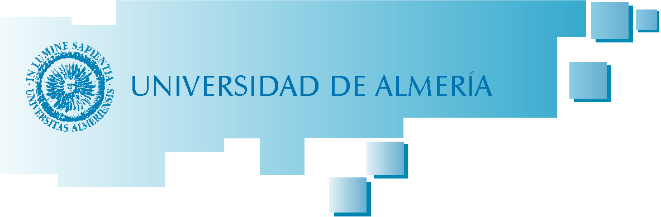 IN LUMINE SAPIENTIA
UNIVERSITAS ALMERIENSIS
UNIVERSIDAD DE ALMERÍA